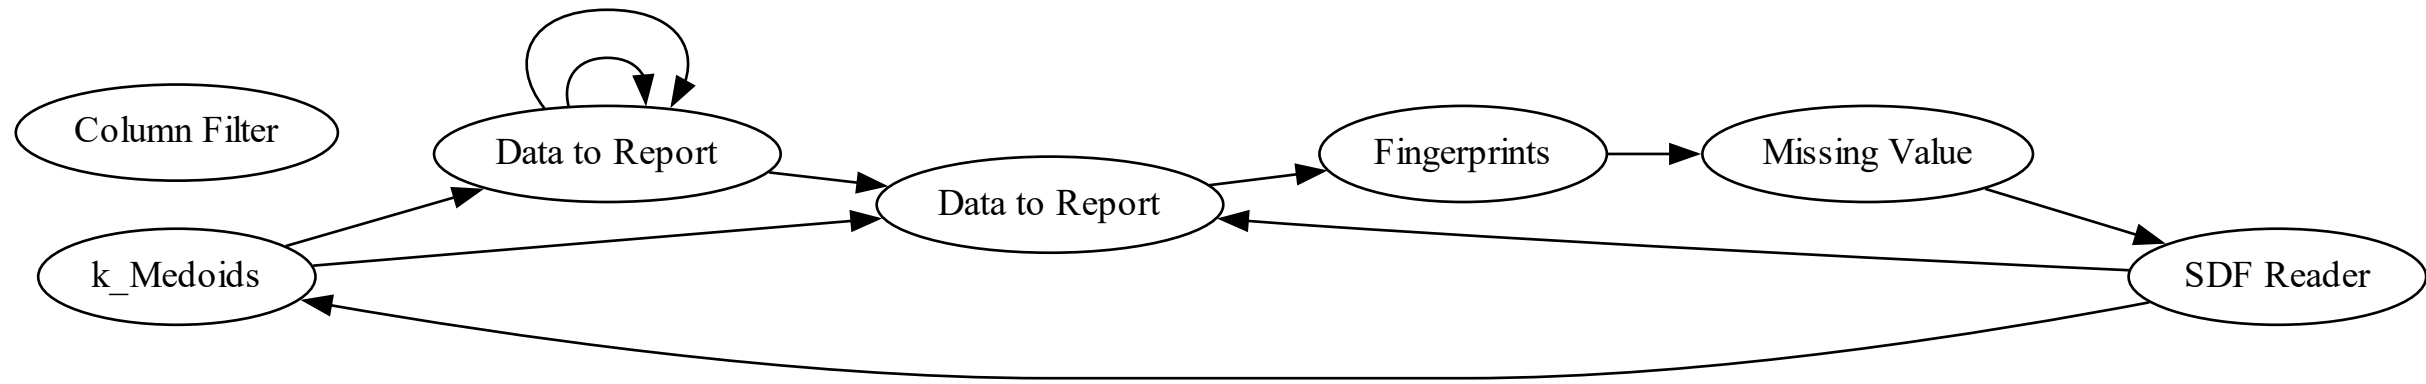 Column Filter
k_Medoids
Data to Report
Data to Report
Fingerprints
Missing Value
SDF Reader